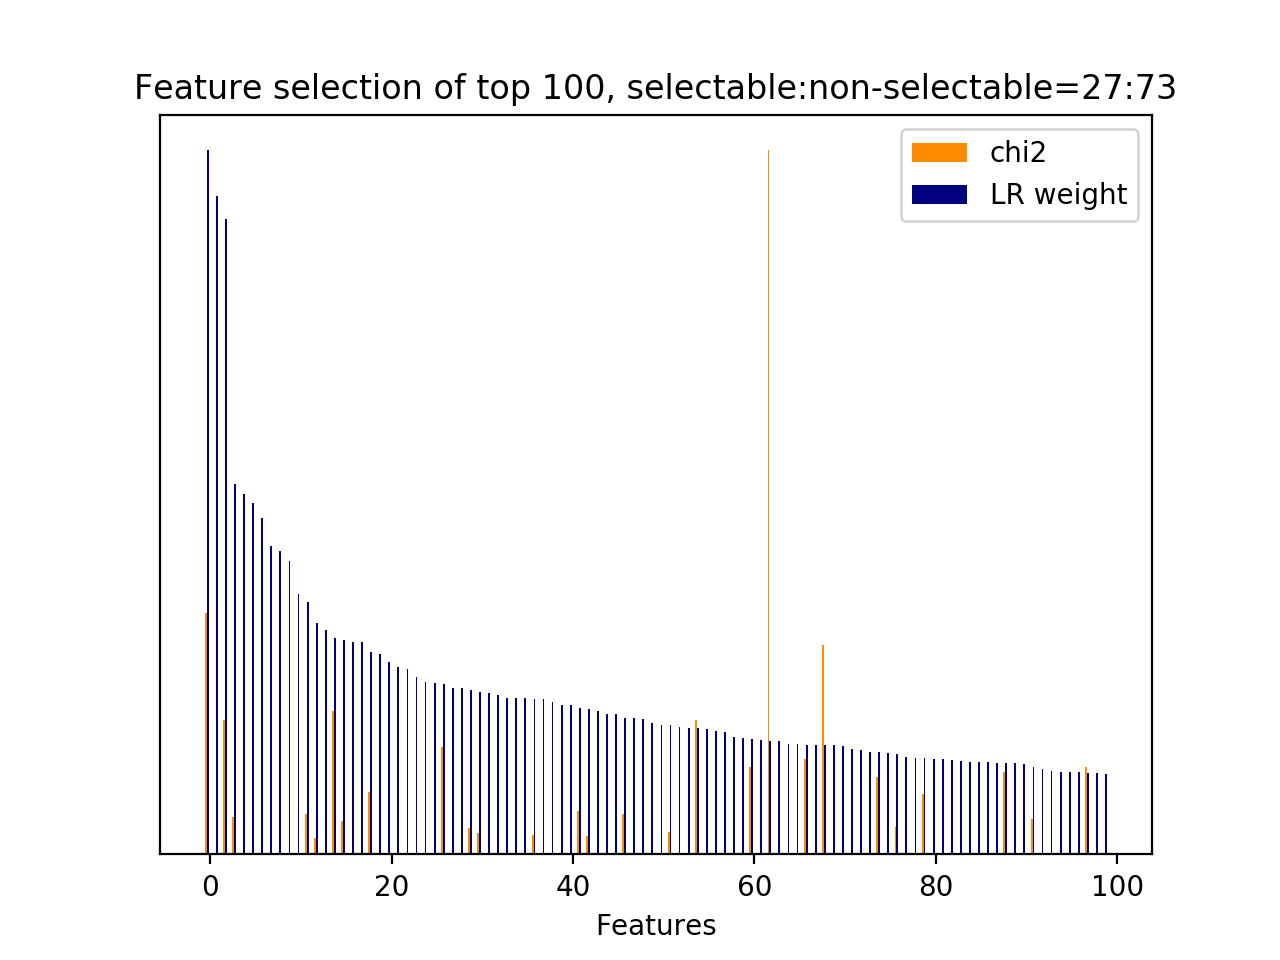 Feature selection of top 100, selectable:non-selectable=27:73
chi2
LR weight
0 20 40 60 80 100
Features